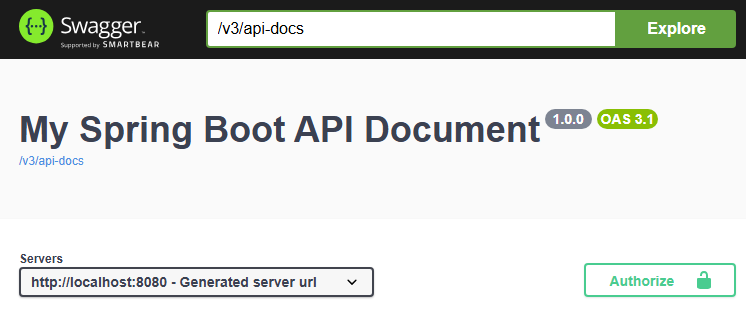 Swagger
Supported by SMARTBEAR
/v3/api-docs
Explore
My Spring Boot API Document 1.0.0 OAS 3.1
/v3/api-docs
Servers
http://localhost:8080 - Generated server url
Authorize